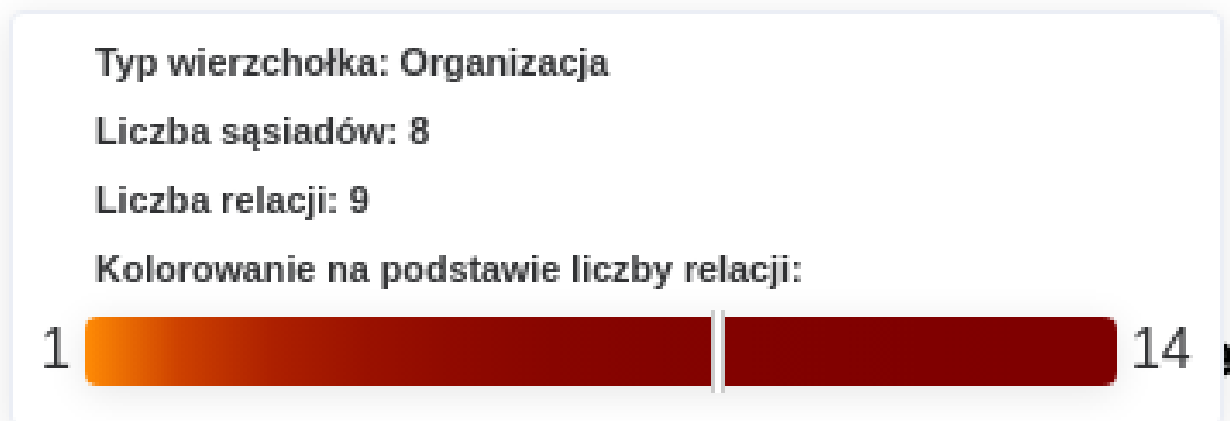 Typ wierzchołka: Organizacja
Liczba sąsiadów: 8
Liczba relacji: 9
Kolorowanie na podstawie liczby relacji:
1 14